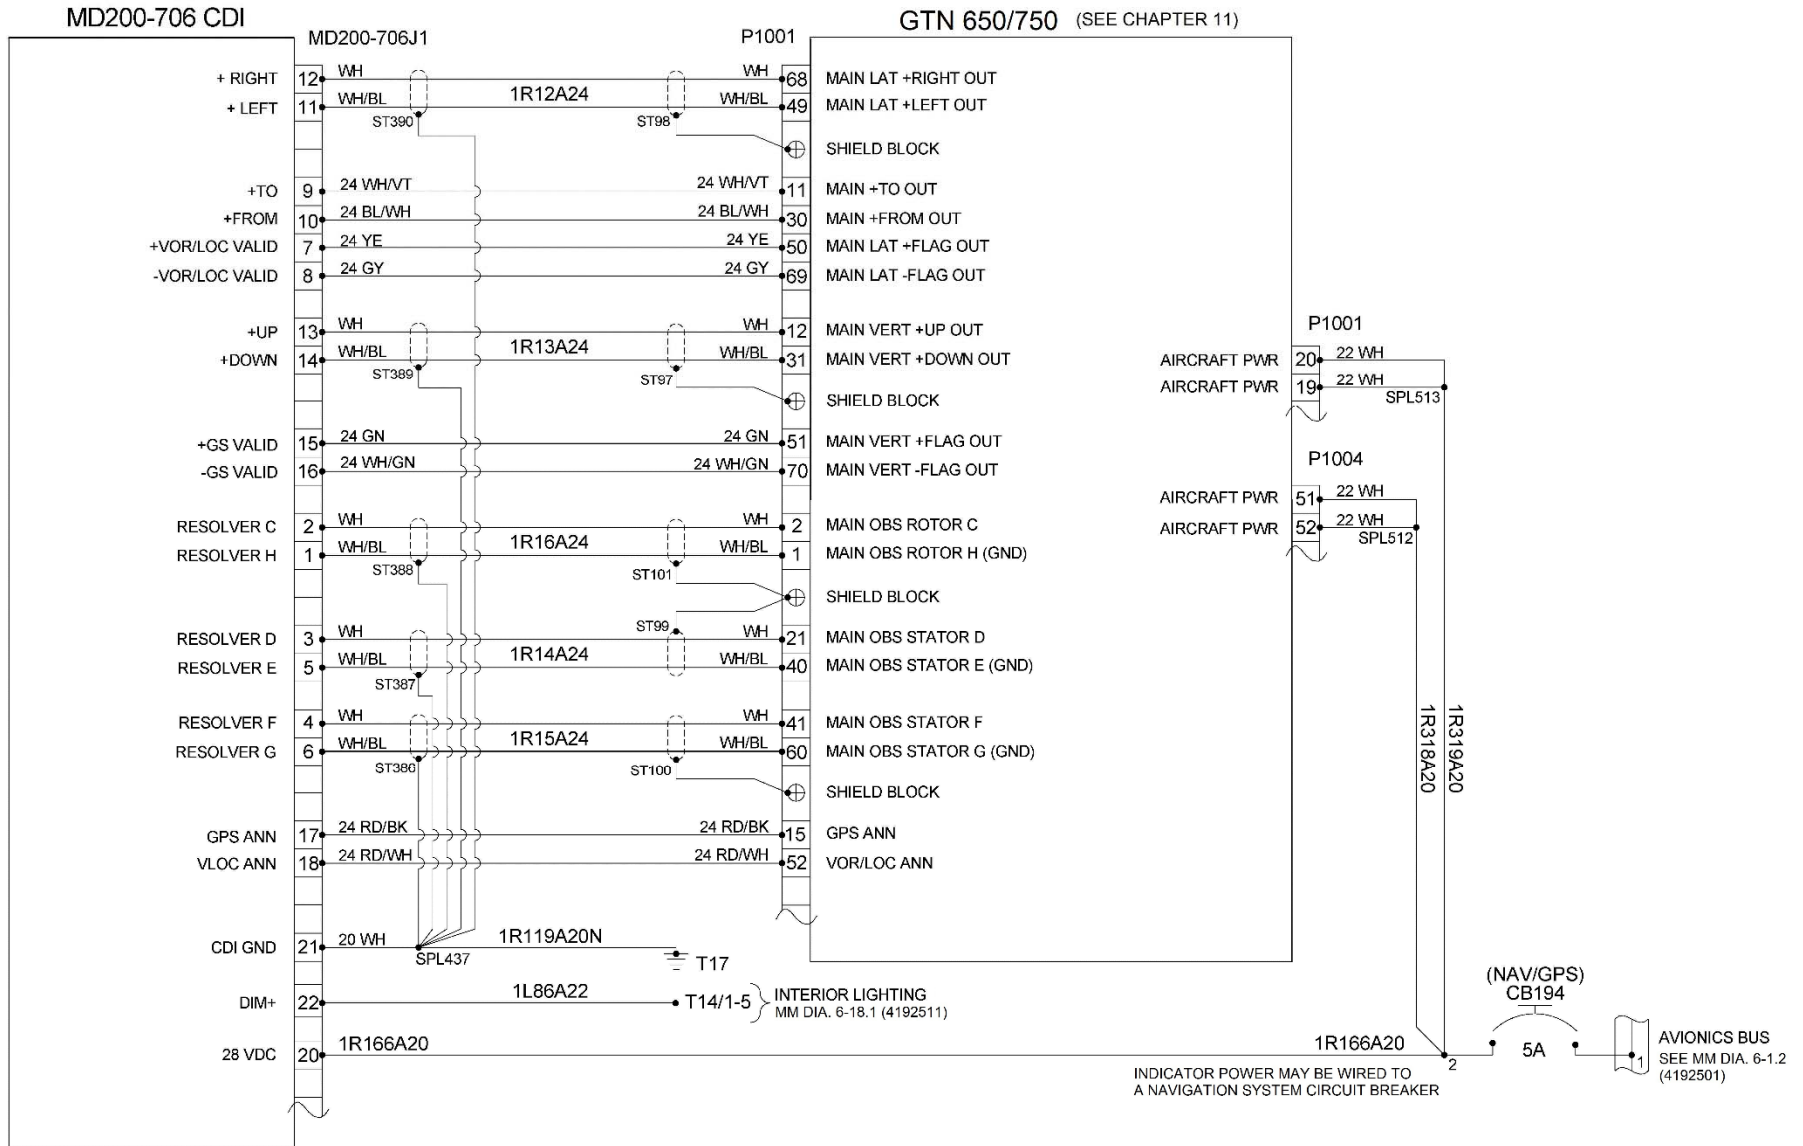 MD200-706 CDI
GTN 650/750 (SEE CHAPTER 11)
MD200-706J1
P1001
+ RIGHT 12 WH WH 68 MAIN LAT +RIGHT OUT
1R12A24
+ LEFT 11 WH/BL WH/BL 49 MAIN LAT +LEFT OUT
ST390 ST98
SHIELD BLOCK
+TO 9 24 WH/VT 24 WH/VT 11 MAIN +TO OUT
+FROM 10 24 BL/WH 24 BL/WH 30 MAIN +FROM OUT
+VOR/LOC VALID 7 24 YE 24 YE 50 MAIN LAT +FLAG OUT
-VOR/LOC VALID 8 24 GY 24 GY 69 MAIN LAT -FLAG OUT
+UP 13 WH WH 12 MAIN VERT +UP OUT
1R13A24
+DOWN 14 WH/BL WH/BL 31 MAIN VERT +DOWN OUT
ST389 ST97
SHIELD BLOCK
+GS VALID 15 24 GN 24 GN 51 MAIN VERT +FLAG OUT
-GS VALID 16 24 WH/GN 24 WH/GN 70 MAIN VERT -FLAG OUT
RESOLVER C 2 WH WH 2 MAIN OBS ROTOR C
1R16A24
RESOLVER H 1 WH/BL WH/BL 1 MAIN OBS ROTOR H (GND)
ST388 ST101
SHIELD BLOCK
ST99
RESOLVER D 3 WH WH 21 MAIN OBS STATOR D
1R14A24
RESOLVER E 5 WH/BL WH/BL 40 MAIN OBS STATOR E (GND)
ST387
RESOLVER F 4 WH WH 41 MAIN OBS STATOR F
1R15A24
RESOLVER G 6 WH/BL WH/BL 60 MAIN OBS STATOR G (GND)
ST386 ST100
SHIELD BLOCK
GPS ANN 17 24 RD/BK 24 RD/BK 15 GPS ANN
VLOC ANN 18 24 RD/WH 24 RD/WH 52 VOR/LOC ANN
CDI GND 21 20 WH 1R119A20N
SPL437 T17
DIM+ 22 1L86A22 T14/1-5 INTERIOR LIGHTING
MM DIA. 6-18.1 (4192511)
28 VDC 20 1R166A20 1R166A20
2
INDICATOR POWER MAY BE WIRED TO
A NAVIGATION SYSTEM CIRCUIT BREAKER
P1001
AIRCRAFT PWR 20 22 WH
AIRCRAFT PWR 19 22 WH
SPL513
P1004
AIRCRAFT PWR 51 22 WH
AIRCRAFT PWR 52 22 WH
SPL512
1R318A20
1R319A20
(NAV/GPS)
CB194
5A
1
AVIONICS BUS
SEE MM DIA. 6-1.2
(4192501)